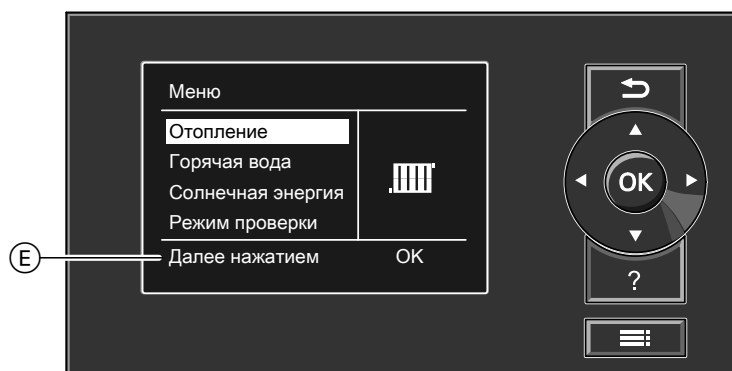 Меню
Отопление
Горячая вода
Солнечная энергия
Режим проверки
E Далее нажатием OK
OK
?